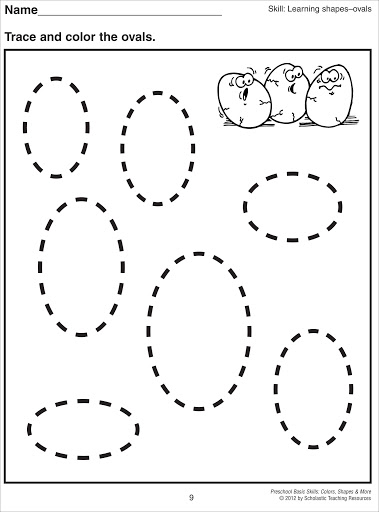 Name
Skill: Learning shapes–ovals
Trace and color the ovals.
9
Preschool Basic Skills: Colors, Shapes & More
© 2012 by Scholastic Teaching Resources